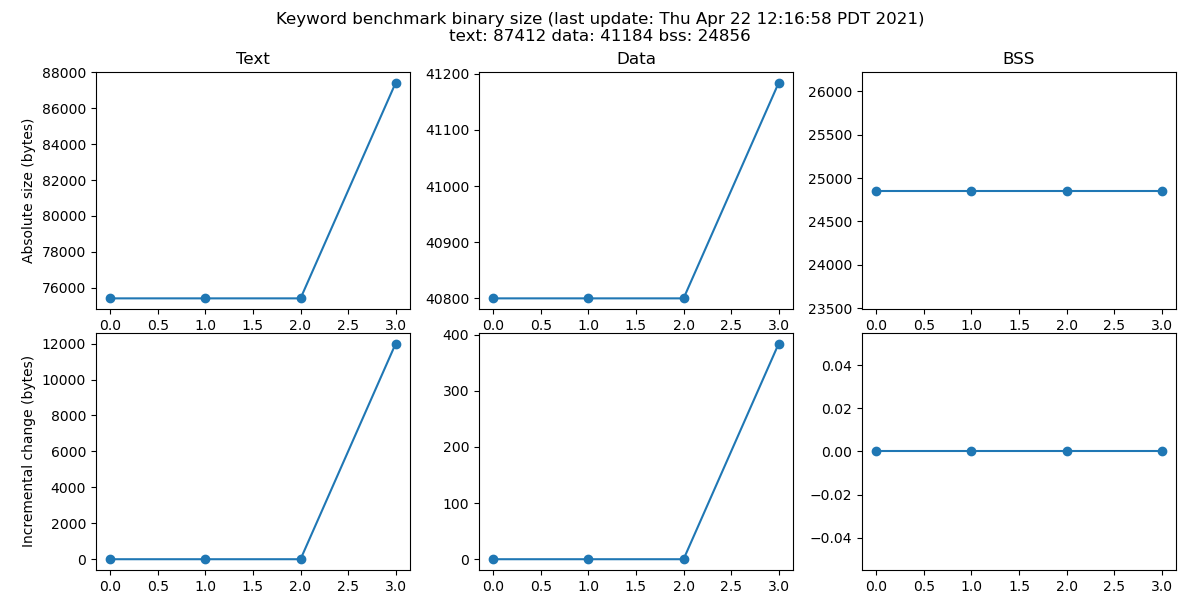 Keyword benchmark binary size (last update: Thu Apr 22 12:16:58 PDT 2021)
text: 87412 data: 41184 bss: 24856
Text
Absolute size (bytes)
88000
86000
84000
82000
80000
78000
76000
0.0 0.5 1.0 1.5 2.0 2.5 3.0
Data
41200
41100
41000
40900
40800
0.0 0.5 1.0 1.5 2.0 2.5 3.0
BSS
26000
25500
25000
24500
24000
23500
0.0 0.5 1.0 1.5 2.0 2.5 3.0
Incremental change (bytes)
12000
10000
8000
6000
4000
2000
0
0.0 0.5 1.0 1.5 2.0 2.5 3.0
400
300
200
100
0
0.0 0.5 1.0 1.5 2.0 2.5 3.0
0.04
0.02
0.00
−0.02
−0.04
0.0 0.5 1.0 1.5 2.0 2.5 3.0